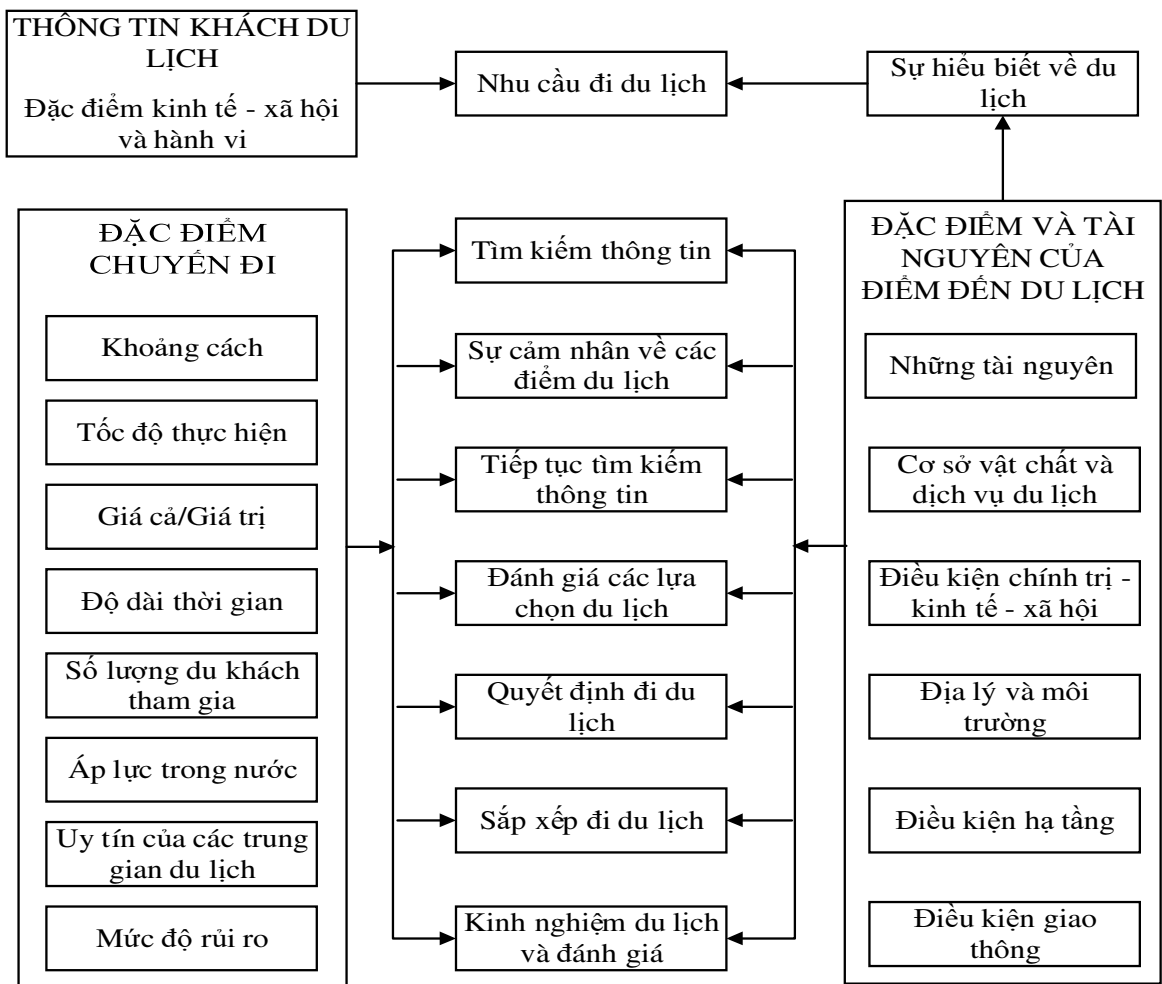 THÔNG TIN KHÁCH DU
LỊCH
Đặc điểm kinh tế - xã hội
và hành vi
Nhu cầu đi du lịch
Sự hiểu biết về du
lịch
ĐẶC ĐIỂM
CHUYẾN ĐI
Khoảng cách
Tốc độ thực hiện
Giá cả/Giá trị
Độ dài thời gian
Số lượng du khách
tham gia
Áp lực trong nước
Uy tín của các trung
gian du lịch
Mức độ rủi ro
Tìm kiếm thông tin
Sự cảm nhân về các
điểm du lịch
Tiếp tục tìm kiếm
thông tin
Đánh giá các lựa
chọn du lịch
Quyết định đi du
lịch
Sắp xếp đi du lịch
Kinh nghiệm du lịch
và đánh giá
ĐẶC ĐIỂM VÀ TÀI
NGUYÊN CỦA
ĐIỂM ĐẾN DU LỊCH
Những tài nguyên
Cơ sở vật chất và
dịch vụ du lịch
Điều kiện chính trị -
kinh tế - xã hội
Địa lý và môi
trường
Điều kiện hạ tầng
Điều kiện giao
thông